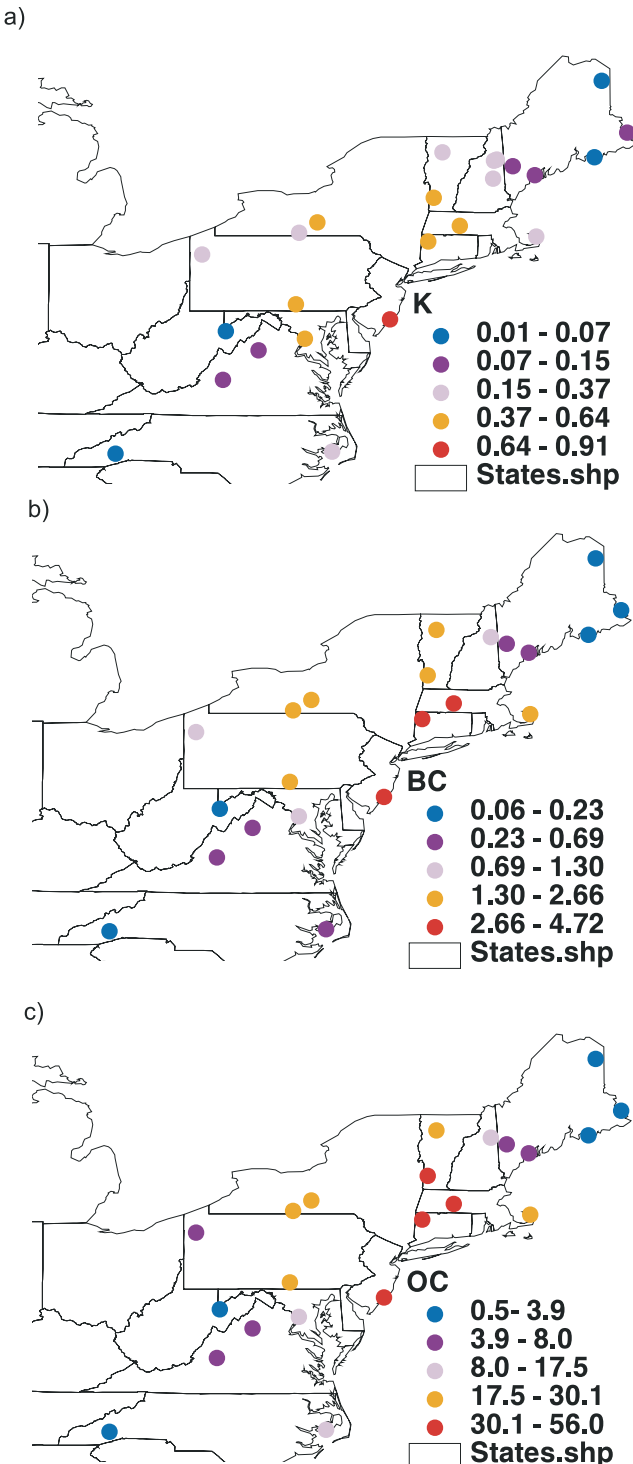 a)
K
0.01 - 0.07
0.07 - 0.15
0.15 - 0.37
0.37 - 0.64
0.64 - 0.91
States.shp
b)
BC
0.06 - 0.23
0.23 - 0.69
0.69 - 1.30
1.30 - 2.66
2.66 - 4.72
States.shp
c)
OC
0.5- 3.9
3.9 - 8.0
8.0 - 17.5
17.5 - 30.1
30.1 - 56.0
States.shp